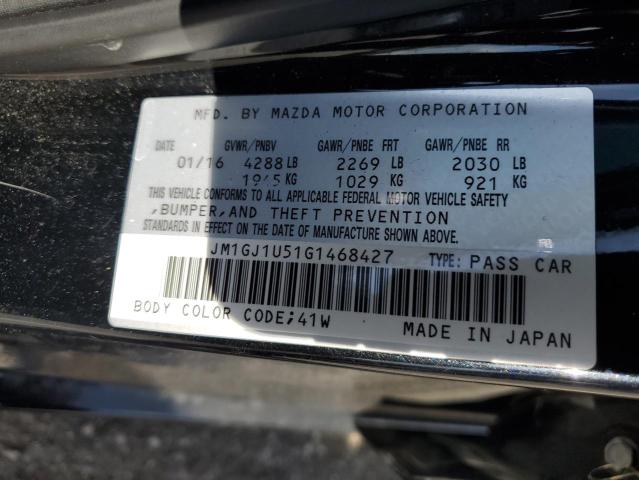 MFD. BY MAZDA MOTOR CORPORATION
DATE GVWR/PNBV GAWR/PNBE FRT GAWR/PNBE RR
01/16 4288 LB 2269 LB 2030 LB
1945 KG 1029 KG 921 KG
THIS VEHICLE CONFORMS TO ALL APPLICABLE FEDERAL MOTOR VEHICLE SAFETY
,BUMPER,AND THEFT PREVENTION
STANDARDS IN EFFECT ON THE DATE OF MANUFACTURE SHOWN ABOVE.
JM1GJ1U51G1468427 TYPE: PASS CAR
BODY COLOR CODE;41W MADE IN JAPAN